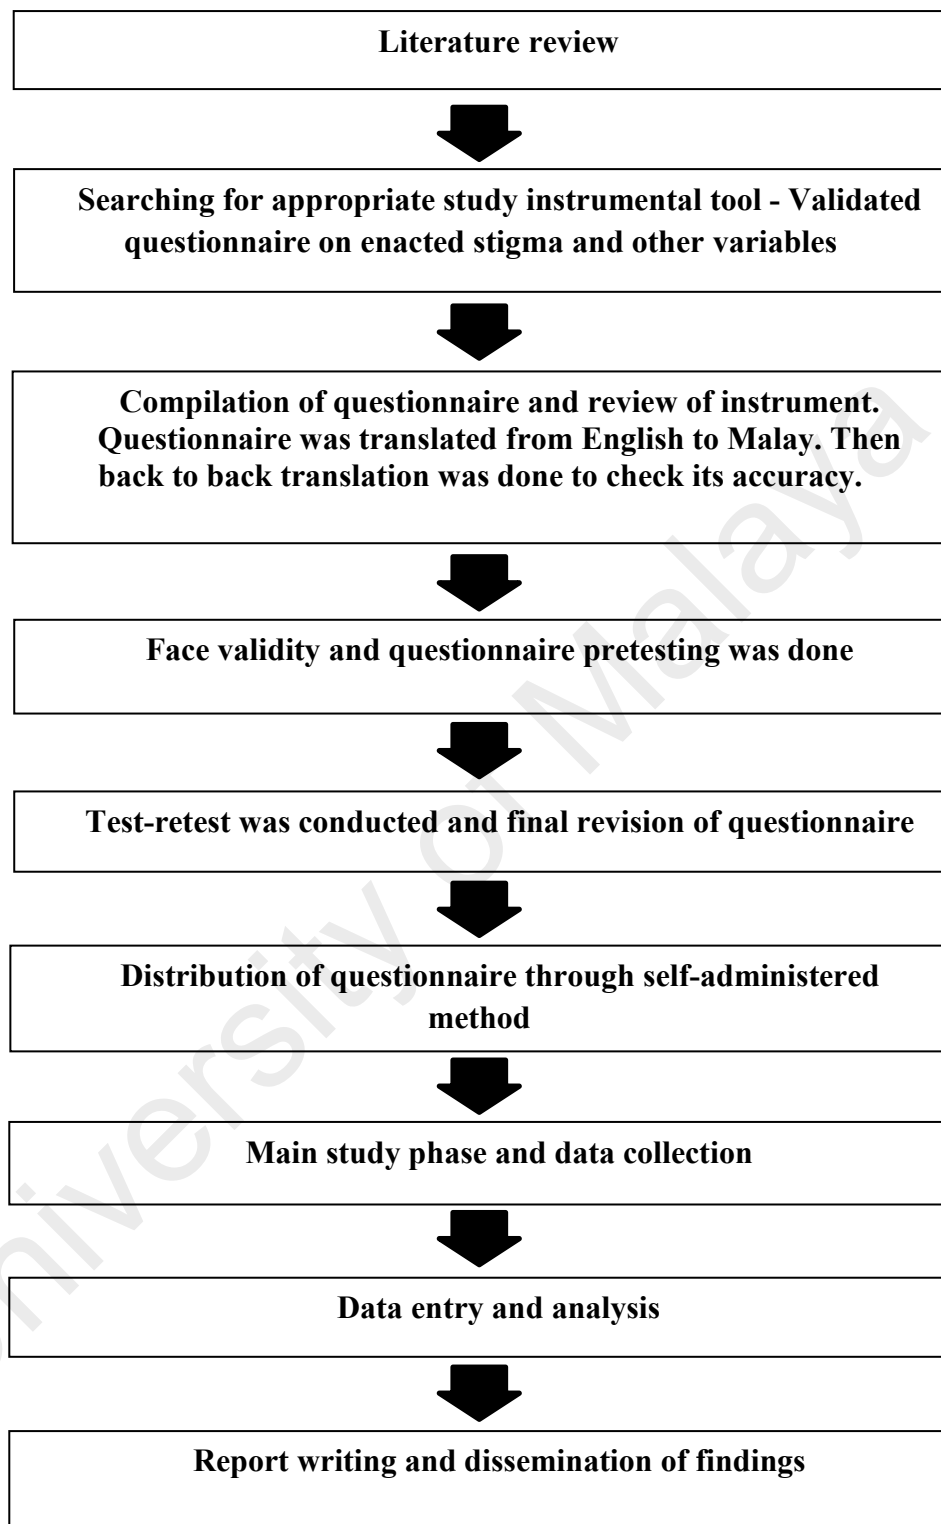 Literature review
Searching for appropriate study instrumental tool - Validated
questionnaire on enacted stigma and other variables
Compilation of questionnaire and review of instrument.
Questionnaire was translated from English to Malay. Then
back to back translation was done to check its accuracy.
Face validity and questionnaire pretesting was done
Test-retest was conducted and final revision of questionnaire
Distribution of questionnaire through self-administered
method
Main study phase and data collection
Data entry and analysis
Report writing and dissemination of findings
University of Malaya